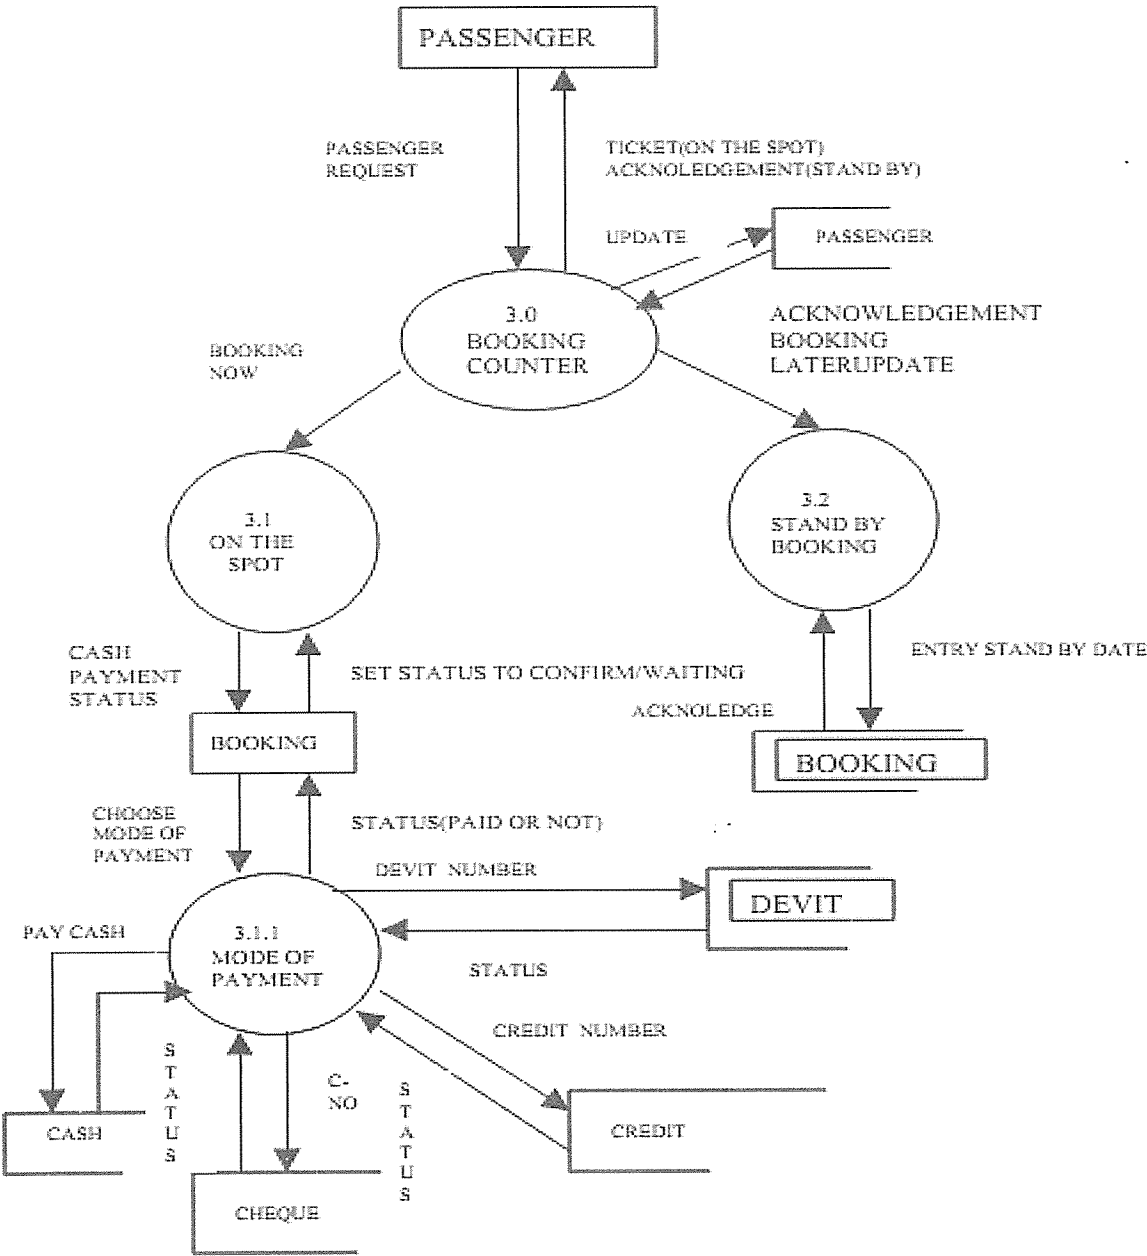 PASSENGER
PASSENGER
REQUEST
TICKET(ON THE SPOT)
ACKNOLEDGEMENT(STAND BY)
UPDATE
PASSENGER
3.0
BOOKING
COUNTER
ACKNOWLEDGEMENT
BOOKING
LATERUPDATE
BOOKING
NOW
3.1
ON THE
SPOT
3.2
STAND BY
BOOKING
CASH
PAYMENT
STATUS
SET STATUS TO CONFIRM/WAITING
ENTRY STAND BY DATE
ACKNOLEDGE
BOOKING
BOOKING
CHOOSE
MODE OF
PAYMENT
STATUS(PAID OR NOT)
DEVIT NUMBER
DEVIT
PAY CASH
3.1.1
MODE OF
PAYMENT
STATUS
CREDIT NUMBER
STATUS
C-
NO
STATUS
CASH
CREDIT
CHEQUE